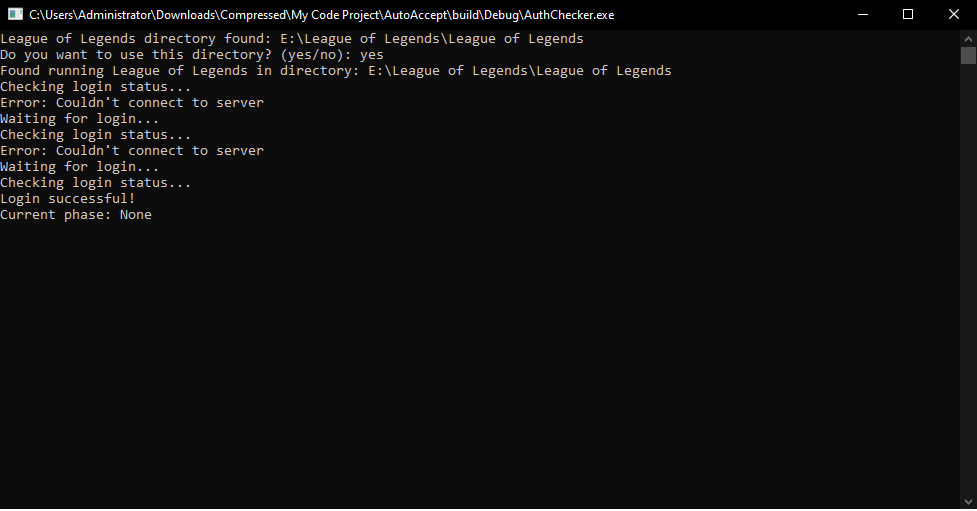 C:\Users\Administrator\Downloads\Compressed\My Code Project\AutoAccept\build\Debug\AuthChecker.exe
League of Legends directory found: E:\League of Legends\League of Legends
Do you want to use this directory? (yes/no): yes
Found running League of Legends in directory: E:\League of Legends\League of Legends
Checking login status...
Error: Couldn't connect to server
Waiting for login...
Checking login status...
Error: Couldn't connect to server
Waiting for login...
Checking login status...
Login successful!
Current phase: None